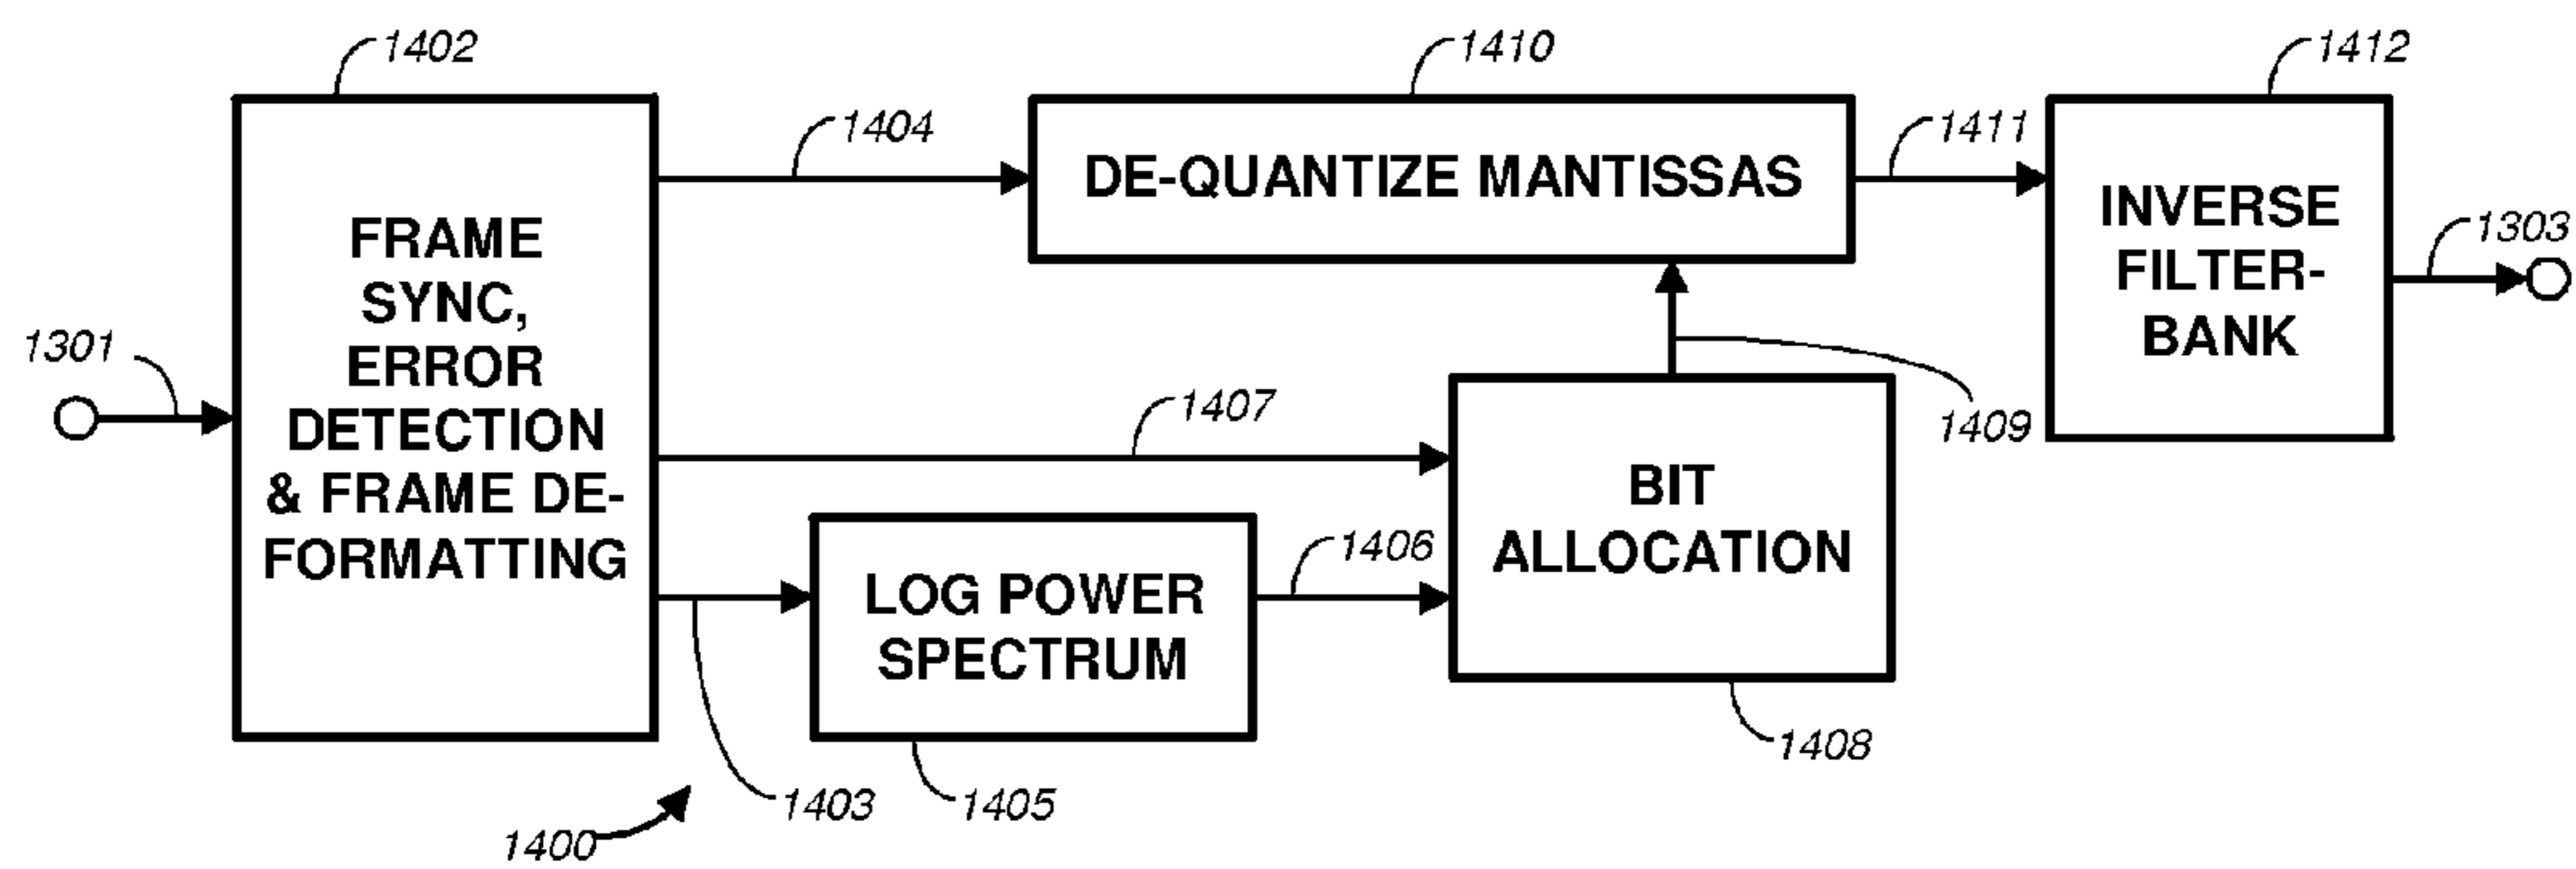 1402
1410
1412
1404
1411
DE-QUANTIZE MANTISSAS
INVERSE
FILTER-
BANK
1303
FRAME
SYNC,
ERROR
DETECTION
& FRAME DE-
FORMATTING
1301
1407
1409
BIT
ALLOCATION
1406
LOG POWER
SPECTRUM
1408
1403
1405
1400